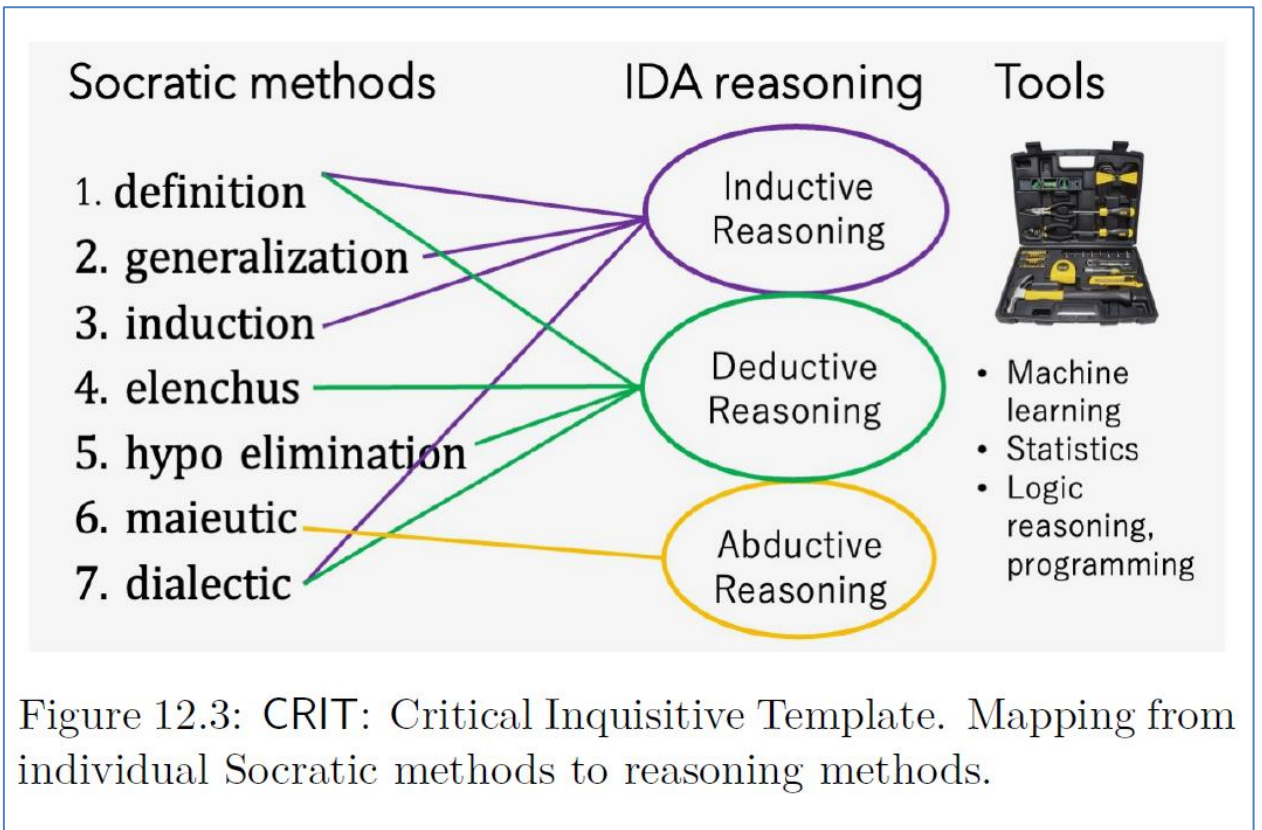 Socratic methods
IDA reasoning
Tools
1. definition
2. generalization
3. induction
4. elenchus
5. hypo elimination
6. maieutic
7. dialectic
Inductive
Reasoning
Deductive
Reasoning
Abductive
Reasoning
• Machine
learning
• Statistics
• Logic
reasoning,
programming
Figure 12.3: CRIT: Critical Inquisitive Template. Mapping from
individual Socratic methods to reasoning methods.